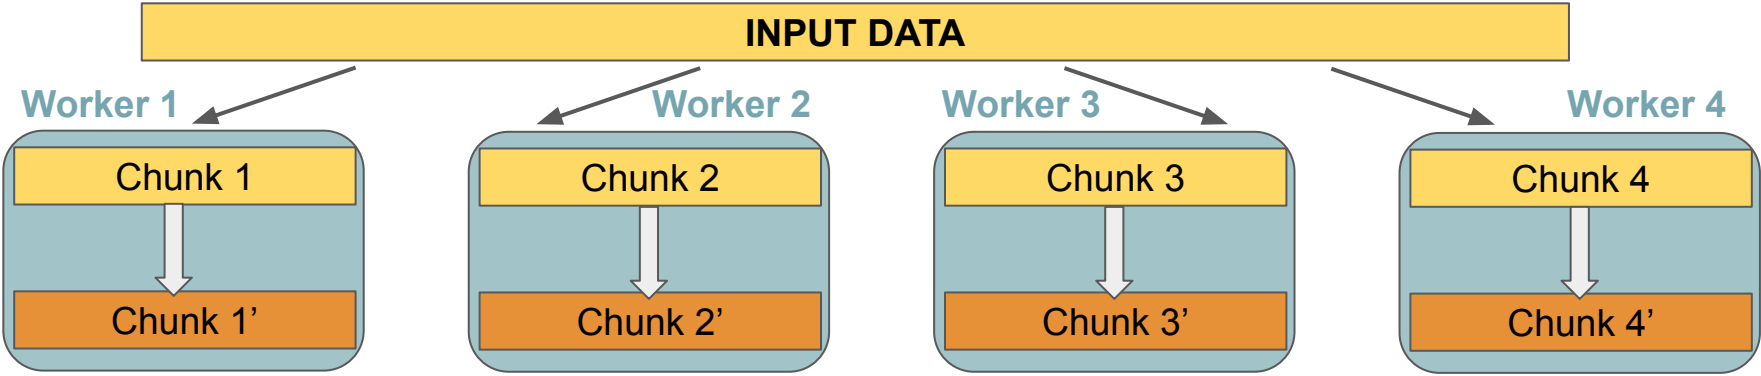 INPUT DATA
Worker 1
Worker 2
Worker 3
Worker 4
Chunk 1
Chunk 2
Chunk 3
Chunk 4
Chunk 1’
Chunk 2’
Chunk 3’
Chunk 4’